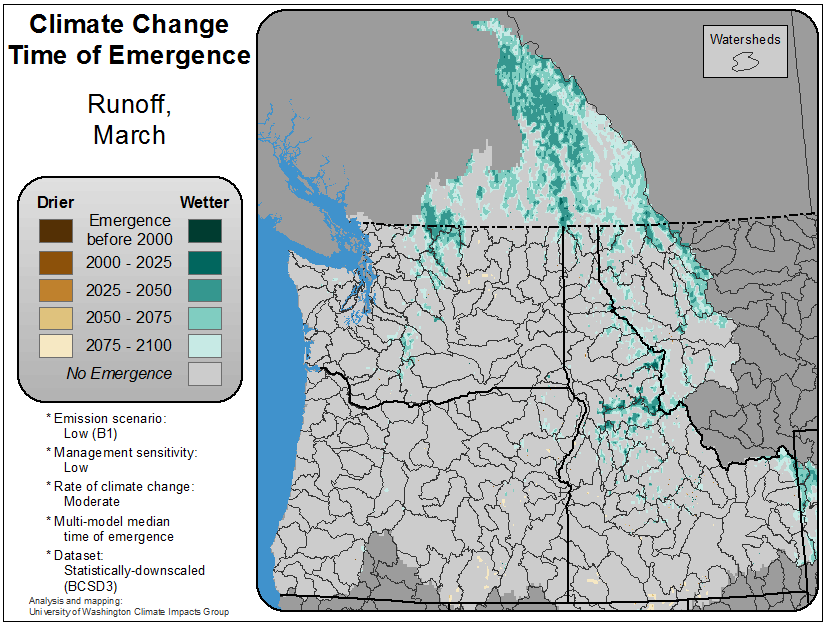 Climate Change
Time of Emergence
Runoff,
March
Drier
Wetter
Emergence
before 2000
2000 - 2025
2025 - 2050
2050 - 2075
2075 - 2100
No Emergence
* Emission scenario:
Low (B1)
* Management sensitivity:
Low
* Rate of climate change:
Moderate
* Multi-model median
time of emergence
* Dataset:
Statistically-downscaled
(BCSD3)
Analysis and mapping:
University of Washington Climate Impacts Group
Watersheds